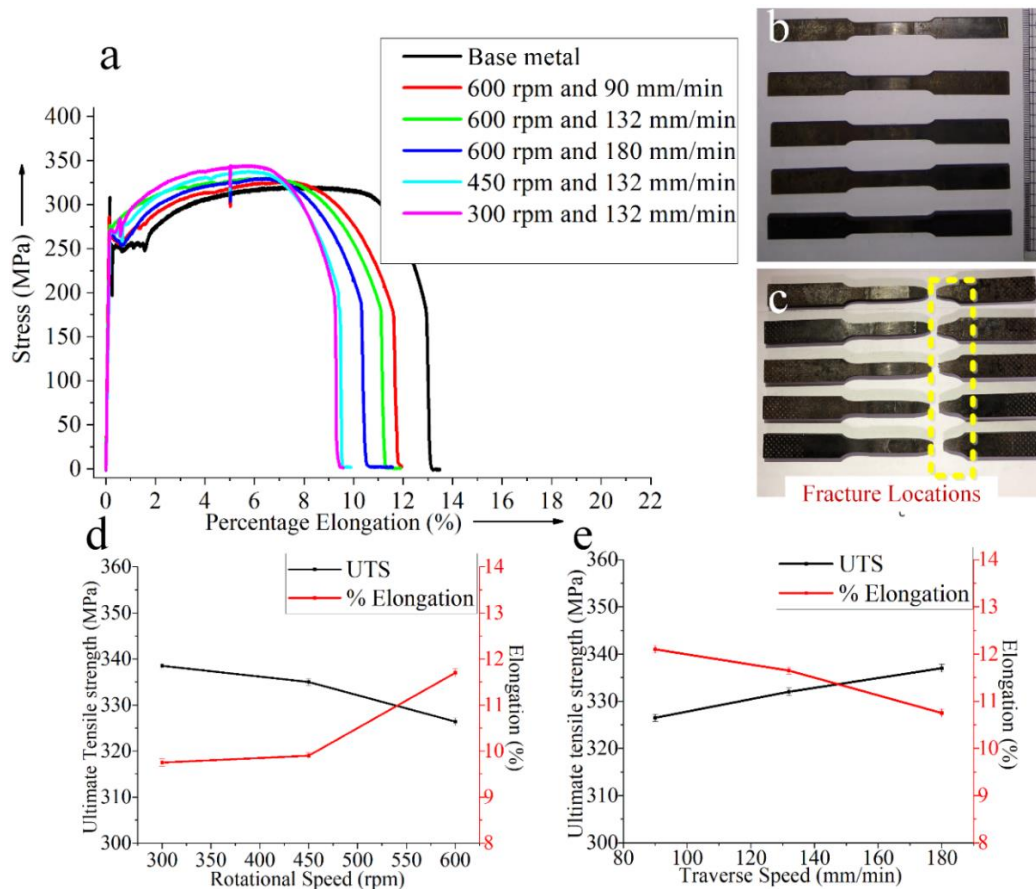 a
Base metal
600 rpm and 90 mm/min
600 rpm and 132 mm/min
600 rpm and 180 mm/min
450 rpm and 132 mm/min
300 rpm and 132 mm/min
400
350
300
250
200
150
100
50
0
Stress (MPa)
0 2 4 6 8 10 12 14 16 18 20 22
Percentage Elongation (%)
b
c
Fracture Locations
d
UTS
% Elongation
360
350
340
330
320
310
300
Ultimate Tensile strength (MPa)
14
13
12
11
10
9
8
Elongation (%)
300 350 400 450 500 550 600
Rotational Speed (rpm)
e
UTS
% Elongation
360
350
340
330
320
310
300
Ultimate tensile strength (MPa)
14
13
12
11
10
9
8
Elongation (%)
80 100 120 140 160 180
Traverse Speed (mm/min)